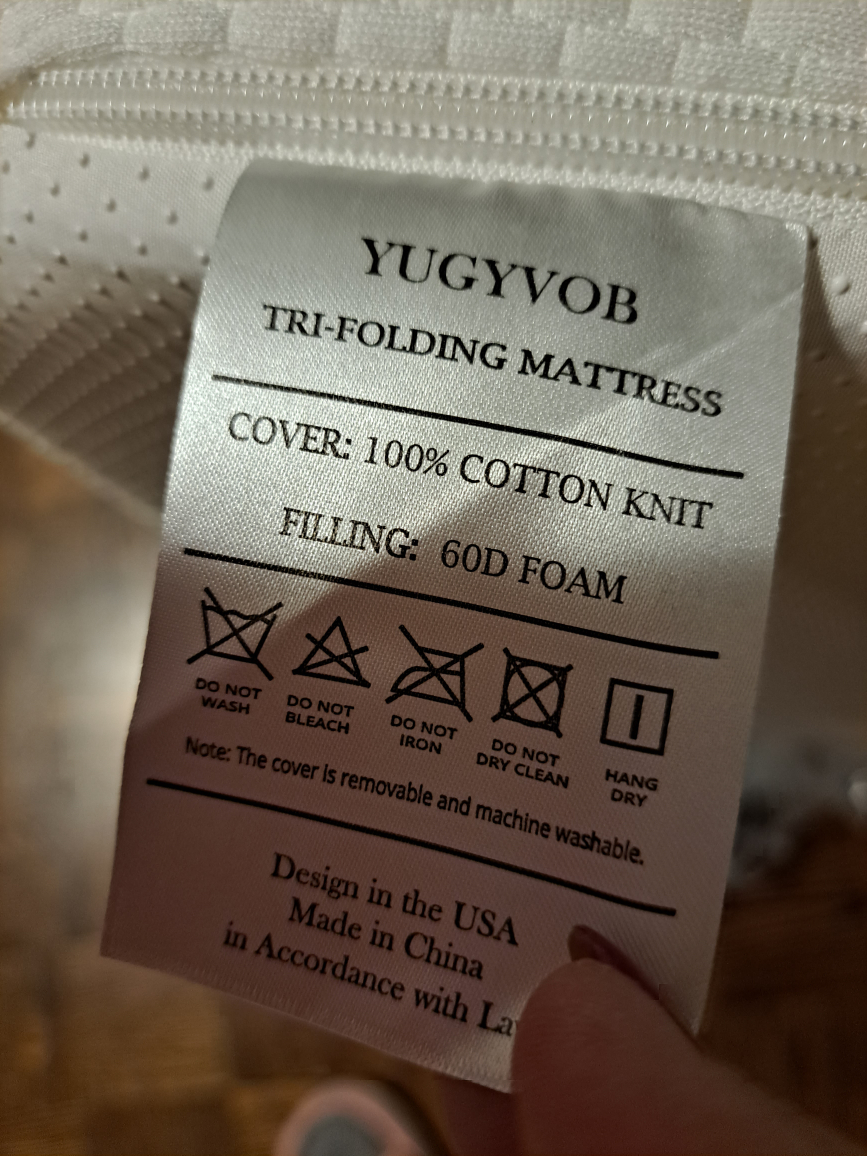 YUGYVOB
TRI-FOLDING MATTRESS
COVER: 100% COTTON KNIT
FILLING: 60D FOAM
DO NOT WASH
DO NOT BLEACH
DO NOT IRON
DO NOT DRY CLEAN
HANG DRY
Note: The cover is removable and machine washable.
Design in the USA
Made in China
in Accordance with